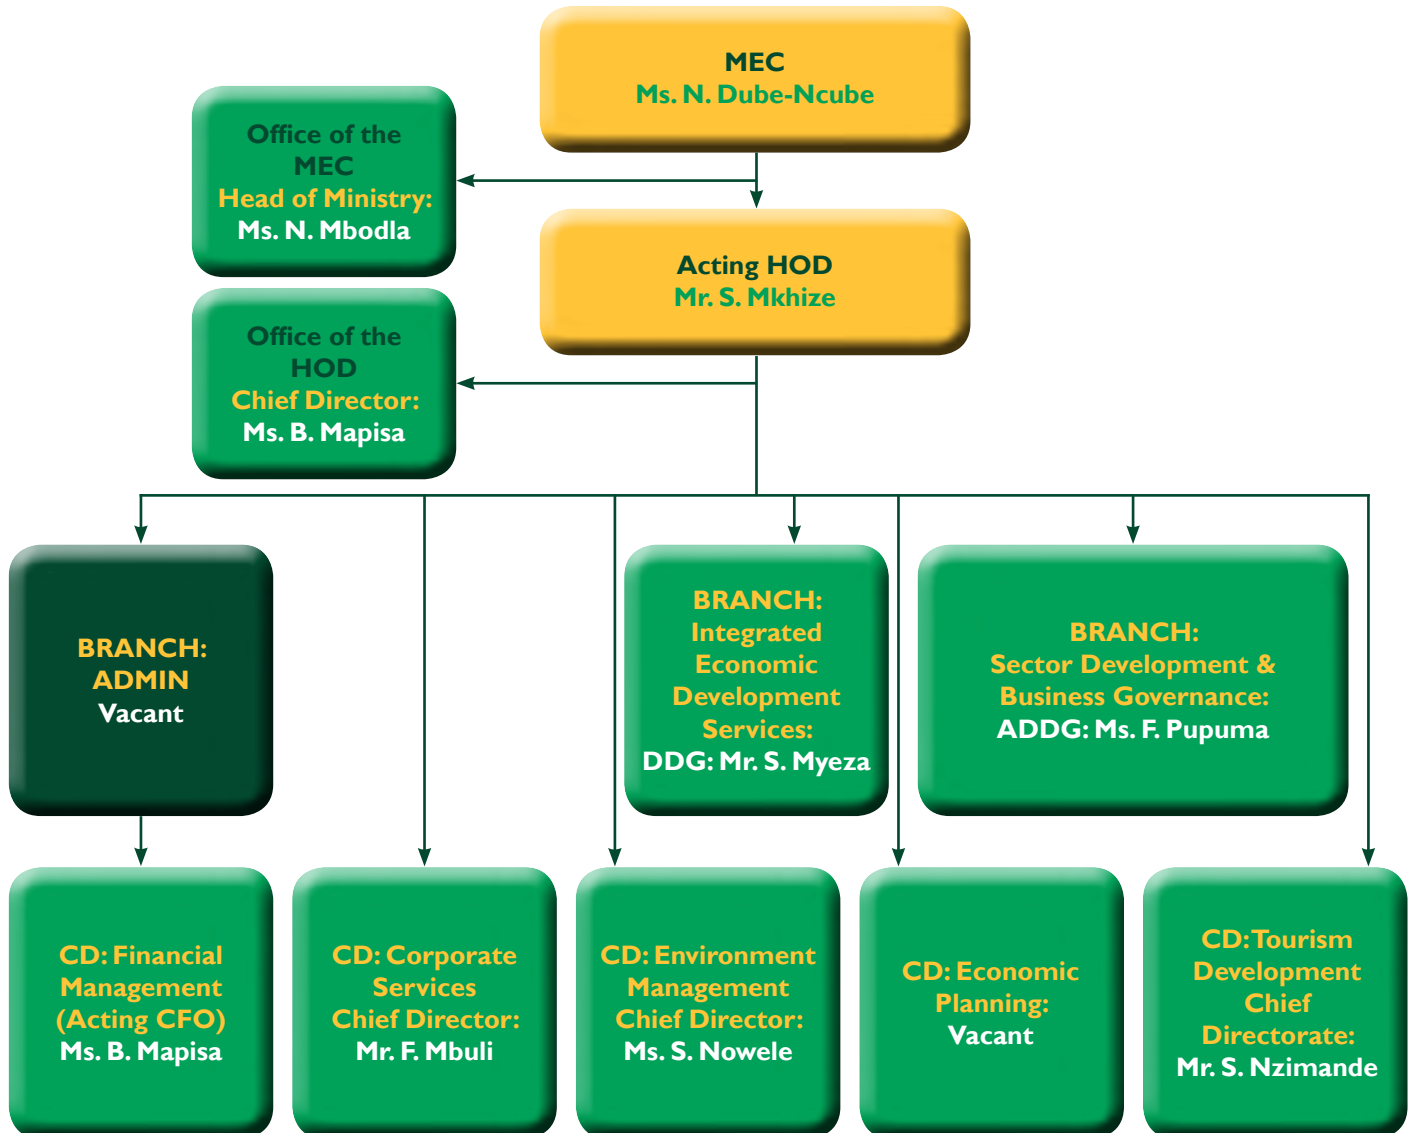 MEC
Ms. N. Dube-Ncube
Office of the
MEC
Head of Ministry:
Ms. N. Mbodla
Acting HOD
Mr. S. Mkhize
Office of the
HOD
Chief Director:
Ms. B. Mapisa
BRANCH:
ADMIN
Vacant
BRANCH:
Integrated
Economic
Development
Services:
DDG: Mr. S. Myeza
BRANCH:
Sector Development &
Business Governance:
ADDG: Ms. F. Pupuma
CD: Financial
Management
(Acting CFO)
Ms. B. Mapisa
CD: Corporate
Services
Chief Director:
Mr. F. Mbuli
CD: Environment
Management
Chief Director:
Ms. S. Nowele
CD: Economic
Planning:
Vacant
CD: Tourism
Development
Chief
Directorate:
Mr. S. Nzimande